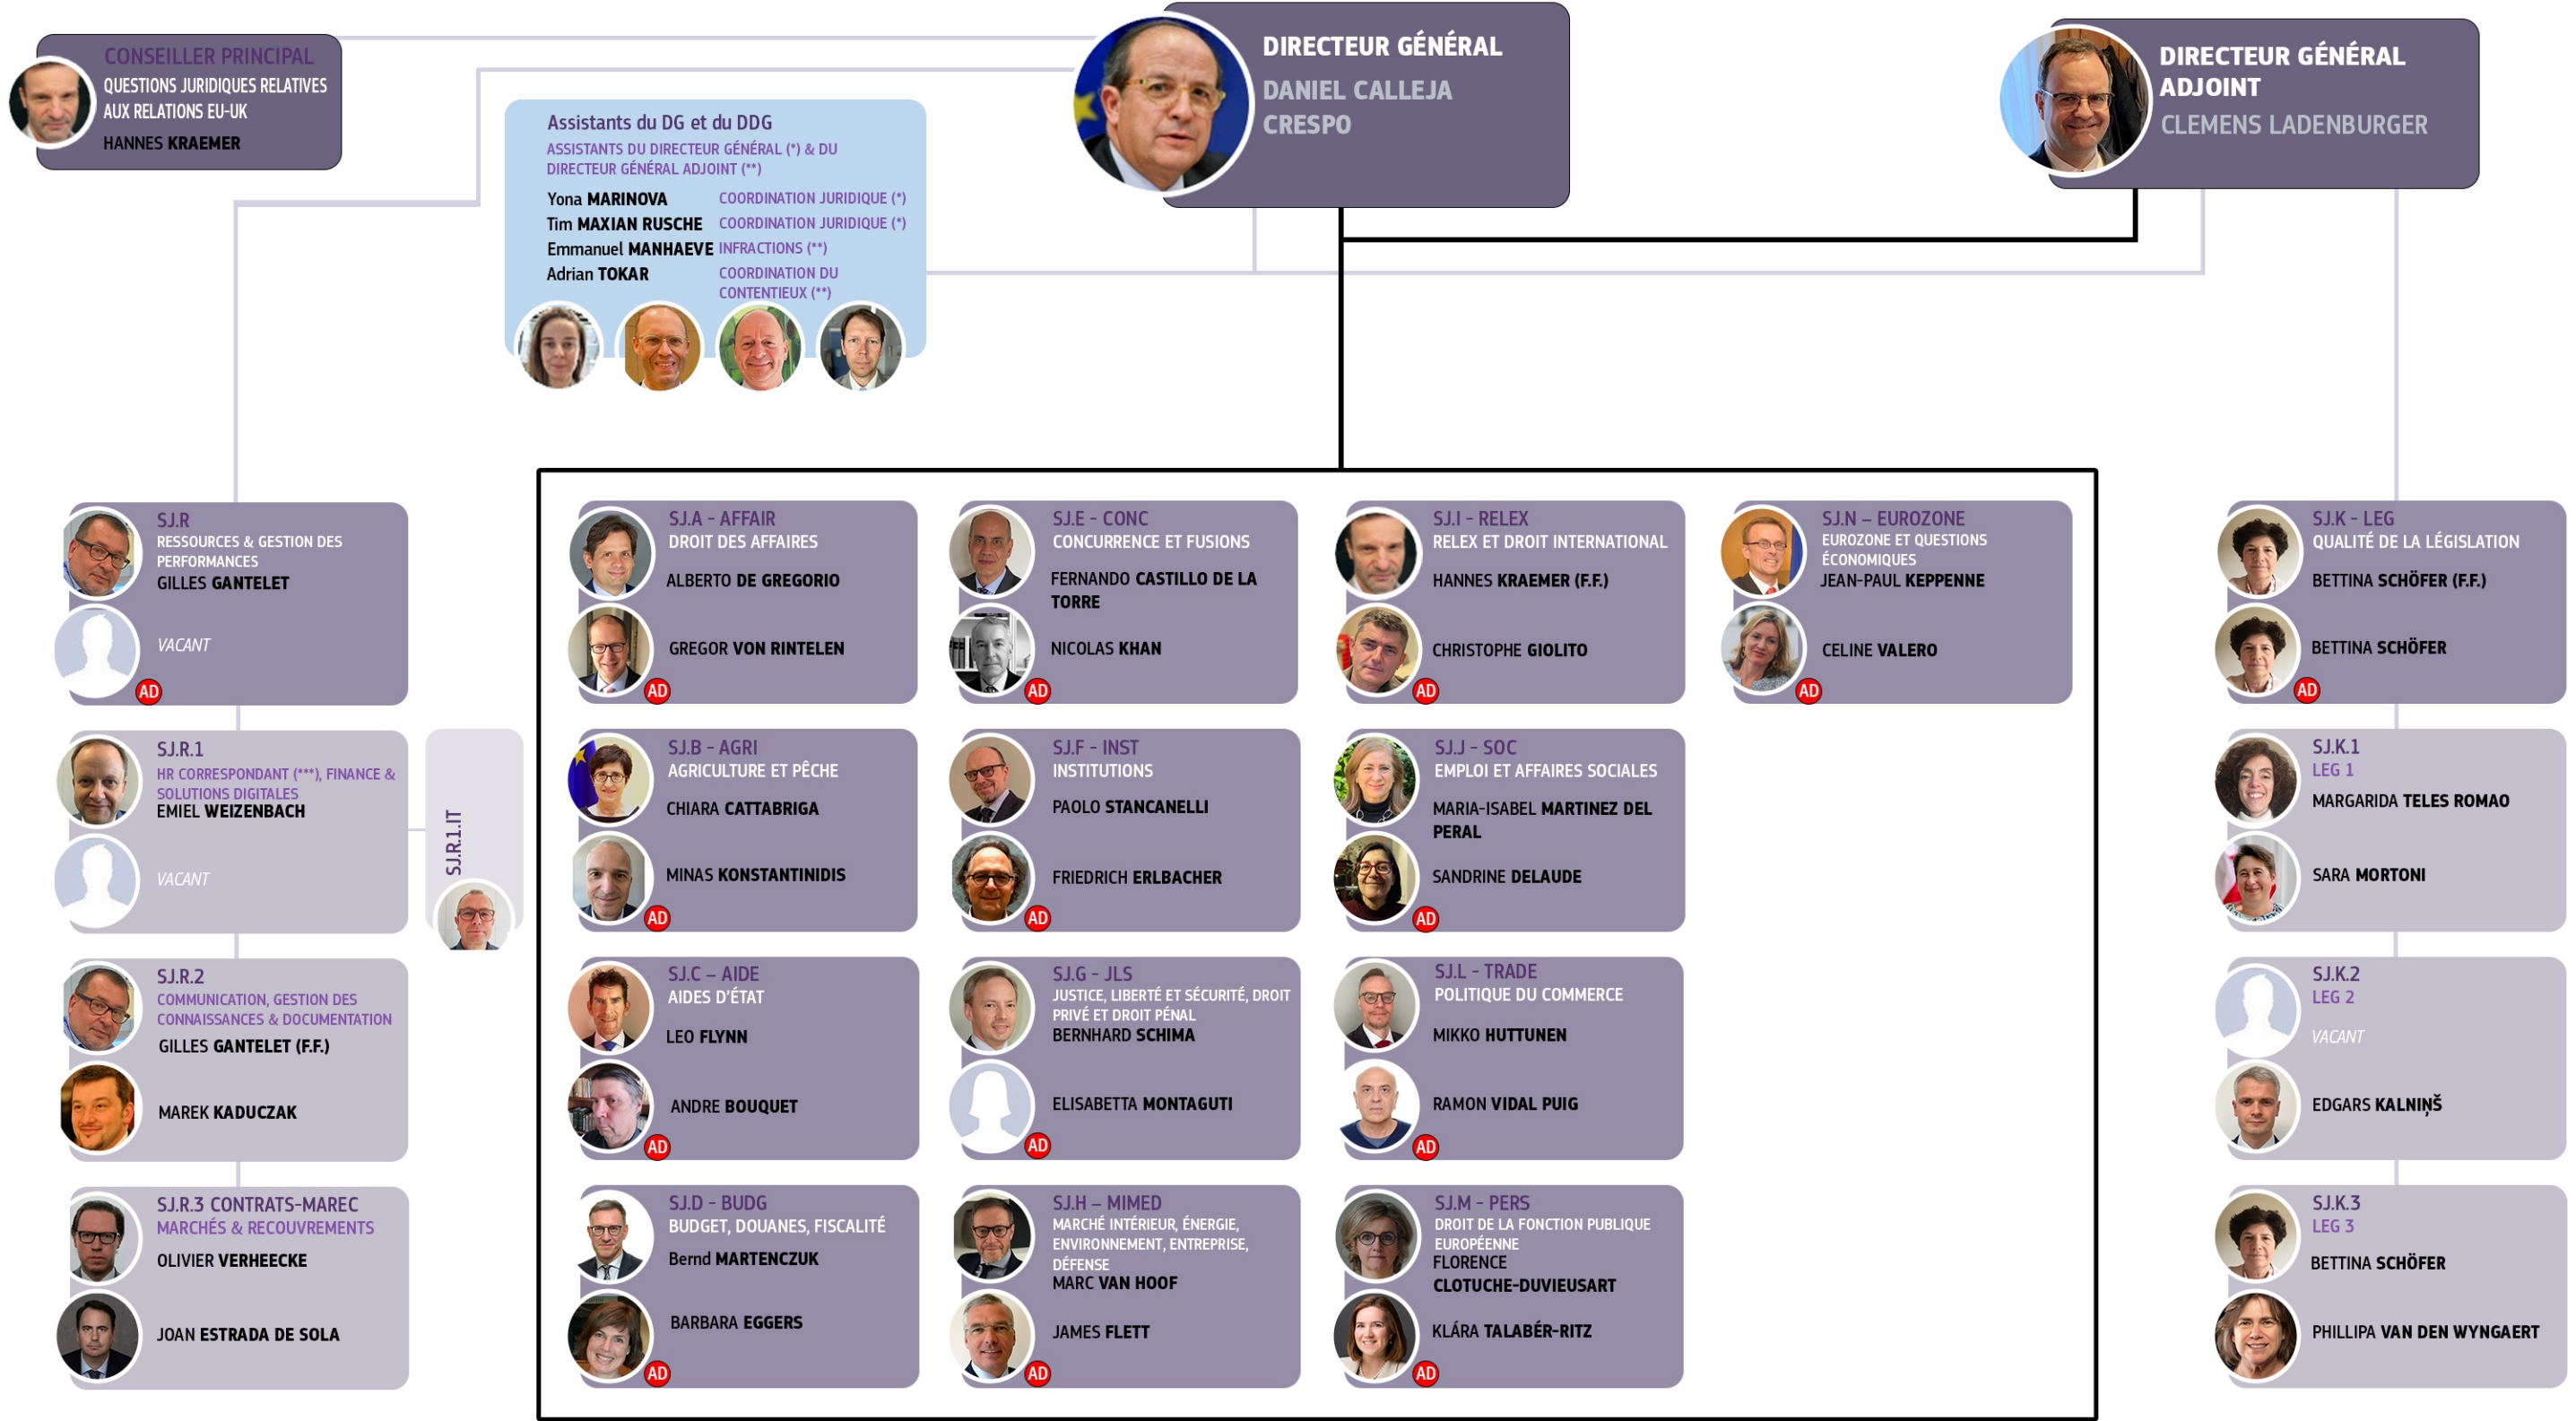 CONSEILLER PRINCIPAL
QUESTIONS JURIDIQUES RELATIVES
AUX RELATIONS EU-UK
HANNES KRAEMER
Assistants du DG et du DDG
ASSISTANTS DU DIRECTEUR GÉNÉRAL (*) & DU
DIRECTEUR GÉNÉRAL ADJOINT (**)
Yona MARINOVA COORDINATION JURIDIQUE (*)
Tim MAXIAN RUSCHE COORDINATION JURIDIQUE (*)
Emmanuel MANHAEVE INFRACTIONS (**)
Adrian TOKAR COORDINATION DU
CONTENTIEUX (**)
DIRECTEUR GÉNÉRAL
DANIEL CALLEJA
CRESPO
DIRECTEUR GÉNÉRAL
ADJOINT
CLEMENS LADENBURGER
SJ.R
RESSOURCES & GESTION DES
PERFORMANCES
GILLES GANTELET
VACANT
AD
SJ.R.1
HR CORRESPONDANT (***), FINANCE &
SOLUTIONS DIGITALES
EMIEL WEIZENBACH
VACANT
SJ.R.1.IT
SJ.R.2
COMMUNICATION, GESTION DES
CONNAISSANCES & DOCUMENTATION
GILLES GANTELET (F.F.)
MAREK KADUCZAK
SJ.R.3 CONTRATS-MAREC
MARCHÉS & RECOUVREMENTS
OLIVIER VERHEECKE
JOAN ESTRADA DE SOLA
SJ.A - AFFAIR
DROIT DES AFFAIRES
ALBERTO DE GREGORIO
GREGOR VON RINTELEN
AD
SJ.B - AGRI
AGRICULTURE ET PÊCHE
CHIARA CATTABRIGA
MINAS KONSTANTINIDIS
AD
SJ.C – AIDE
AIDES D'ÉTAT
LEO FLYNN
ANDRE BOUQUET
AD
SJ.D - BUDG
BUDGET, DOUANES, FISCALITÉ
Bernd MARTENCZUK
BARBARA EGGERS
AD
SJ.E - CONC
CONCURRENCE ET FUSIONS
FERNANDO CASTILLO DE LA
TORRE
NICOLAS KHAN
AD
SJ.F - INST
INSTITUTIONS
PAOLO STANCANELLI
FRIEDRICH ERLBACHER
AD
SJ.G - JLS
JUSTICE, LIBERTÉ ET SÉCURITÉ, DROIT
PRIVÉ ET DROIT PÉNAL
BERNHARD SCHIMA
ELISABETTA MONTAGUTI
AD
SJ.H – MIMED
MARCHÉ INTÉRIEUR, ÉNERGIE,
ENVIRONNEMENT, ENTREPRISE,
DÉFENSE
MARC VAN HOOF
JAMES FLETT
AD
SJ.I - RELEX
RELEX ET DROIT INTERNATIONAL
HANNES KRAEMER (F.F.)
CHRISTOPHE GIOLITO
AD
SJ.J - SOC
EMPLOI ET AFFAIRES SOCIALES
MARIA-ISABEL MARTINEZ DEL
PERAL
SANDRINE DELAUDE
AD
SJ.L - TRADE
POLITIQUE DU COMMERCE
MIKKO HUTTUNEN
RAMON VIDAL PUIG
AD
SJ.M - PERS
DROIT DE LA FONCTION PUBLIQUE
EUROPÉENNE
FLORENCE
CLOTUCHE-DUVIEUSART
KLÁRA TALABÉR-RITZ
AD
SJ.N – EUROZONE
EUROZONE ET QUESTIONS
ÉCONOMIQUES
JEAN-PAUL KEPPENNE
CELINE VALERO
AD
SJ.K - LEG
QUALITÉ DE LA LÉGISLATION
BETTINA SCHÖFER (F.F.)
BETTINA SCHÖFER
AD
SJ.K.1
LEG 1
MARGARIDA TELES ROMAO
SARA MORTONI
SJ.K.2
LEG 2
VACANT
EDGARS KALNIŅŠ
SJ.K.3
LEG 3
BETTINA SCHÖFER
PHILLIPA VAN DEN WYNGAERT